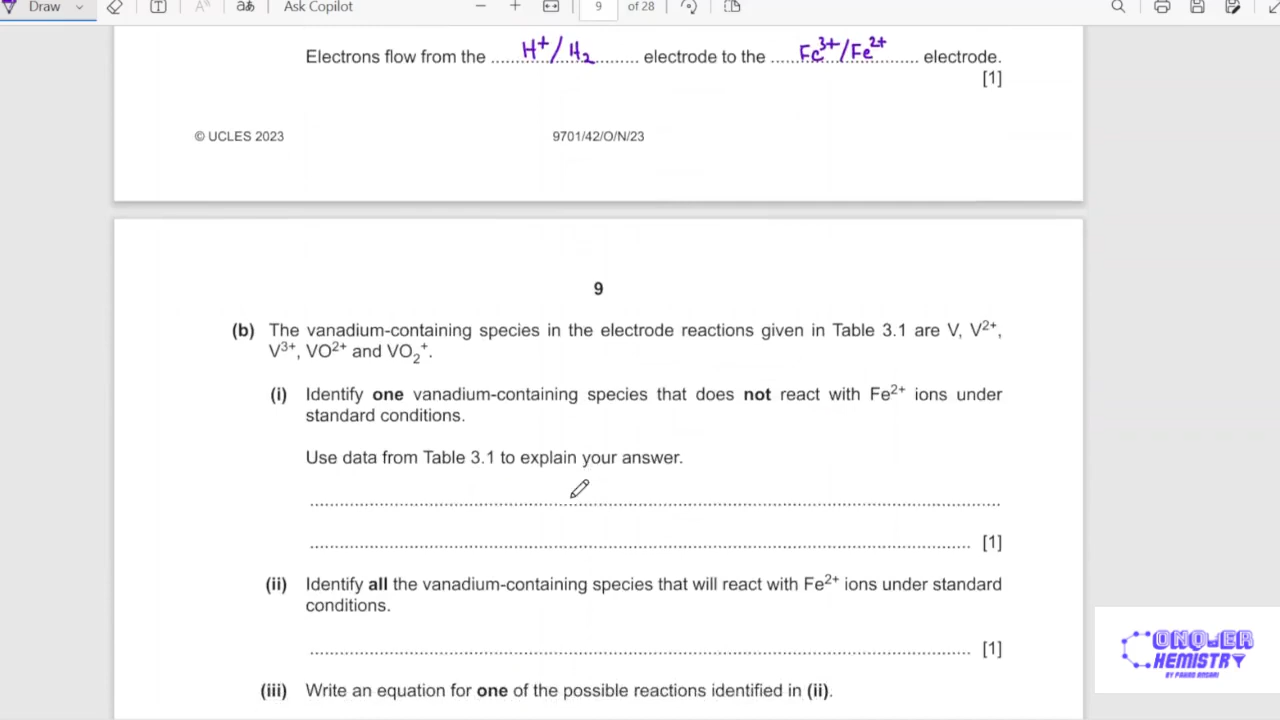 Draw
Ask Copilot
9 of 28
Electrons flow from the ........H⁺/H₂........ electrode to the ........Fe³⁺/Fe²⁺........ electrode.
[1]
© UCLES 2023
9701/42/O/N/23
9
(b) The vanadium-containing species in the electrode reactions given in Table 3.1 are V, V²⁺,
V³⁺, VO²⁺ and VO₂⁺.
(i) Identify one vanadium-containing species that does not react with Fe²⁺ ions under
standard conditions.
Use data from Table 3.1 to explain your answer.
[1]
(ii) Identify all the vanadium-containing species that will react with Fe²⁺ ions under standard
conditions.
[1]
(iii) Write an equation for one of the possible reactions identified in (ii).
CONQUER
CHEMISTRY
BY FAHAD ANSARI